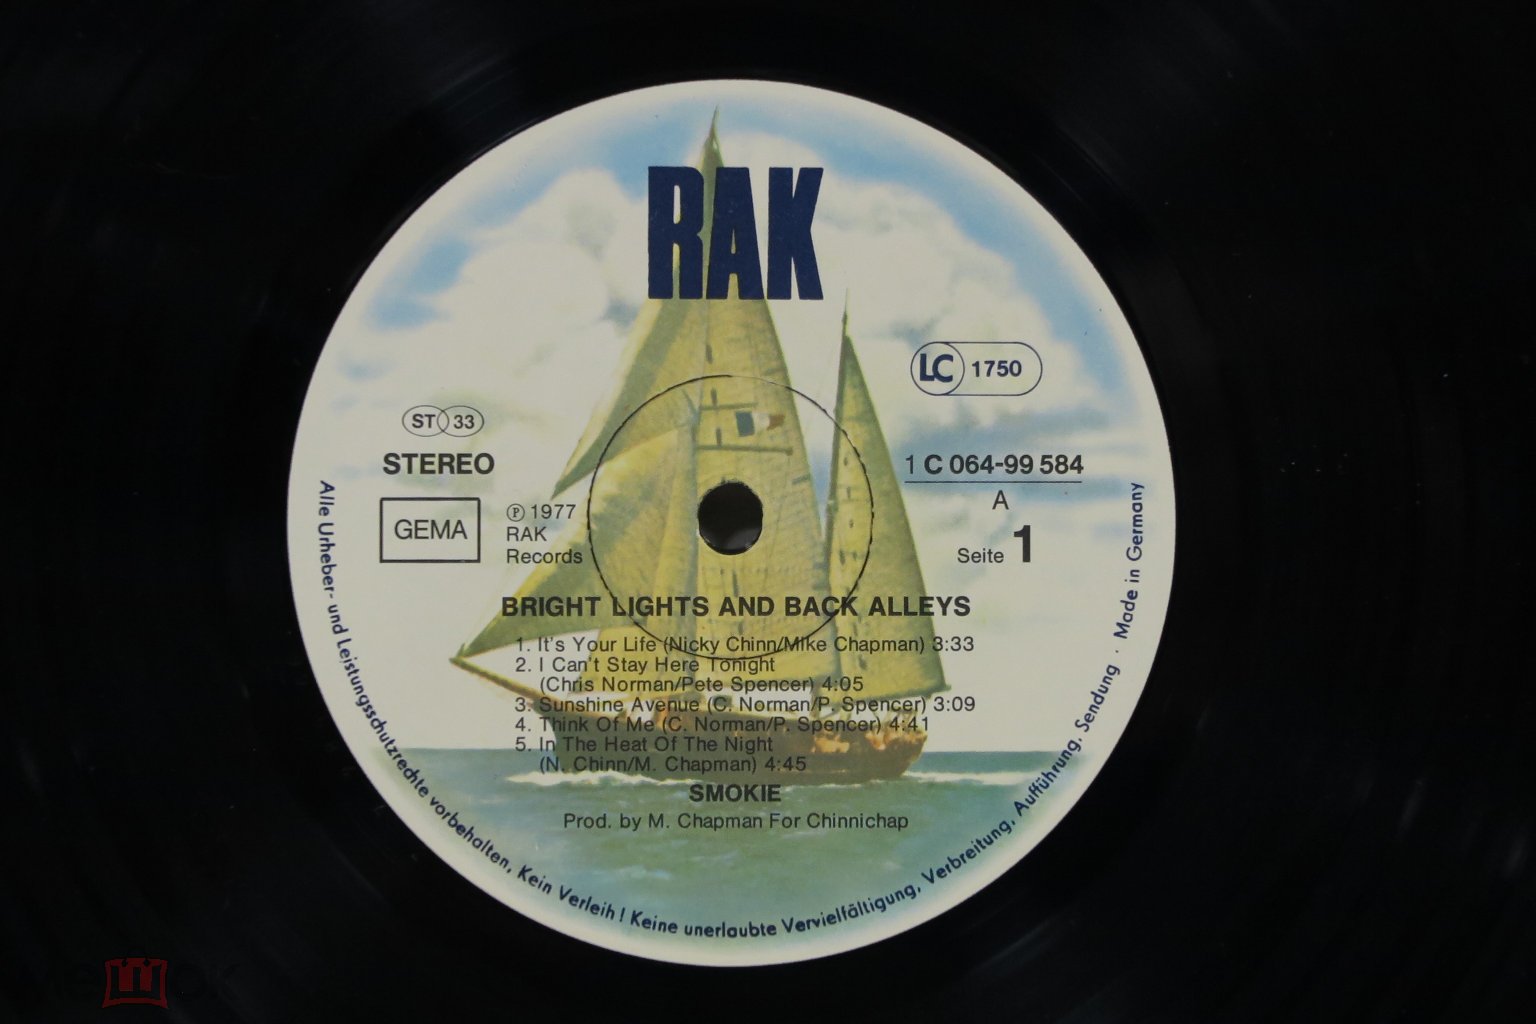 RAK
LC 1750
ST 33
STEREO
GEMA
℗ 1977
RAK
Records
1 C 064-99 584
A
Seite 1
BRIGHT LIGHTS AND BACK ALLEYS
1. It's Your Life (Nicky Chinn/Mike Chapman) 3:33
2. I Can't Stay Here Tonight
(Chris Norman/Pete Spencer) 4:05
3. Sunshine Avenue (C. Norman/P. Spencer) 3:09
4. Think Of Me (C. Norman/P. Spencer) 4:41
5. In The Heat Of The Night
(N. Chinn/M. Chapman) 4:45
SMOKIE
Prod. by M. Chapman For Chinnichap
Alle Urheber- und Leistungsschutzrechte vorbehalten, Kein Verleih! Keine unerlaubte Vervielfältigung, Verbreitung, Aufführung, Sendung · Made in Germany